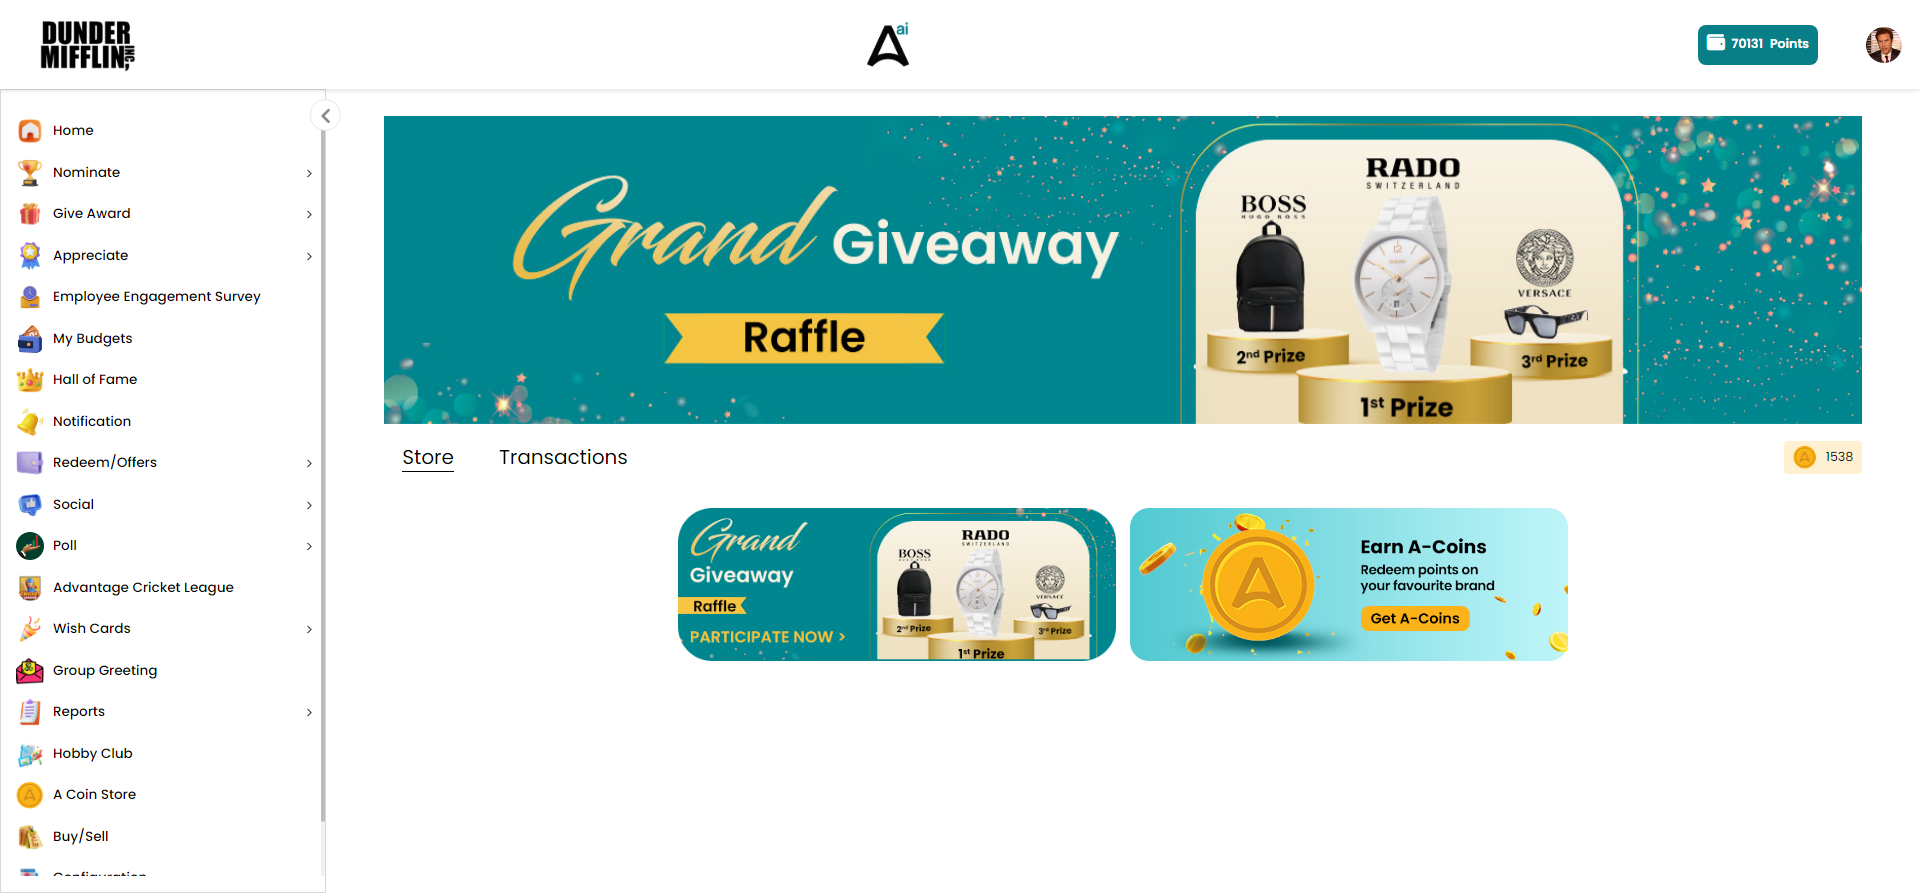 DUNDER
MIFFLIN, INC
A ai
70131 Points
Home
Nominate
Give Award
Appreciate
Employee Engagement Survey
My Budgets
Hall of Fame
Notification
Redeem/Offers
Social
Poll
Advantage Cricket League
Wish Cards
Group Greeting
Reports
Hobby Club
A Coin Store
Buy/Sell
Configuration
Grand Giveaway
Raffle
RADO
SWITZERLAND
BOSS
HUGO BOSS
VERSACE
2nd Prize
1st Prize
3rd Prize
Store
Transactions
1538
Grand
Giveaway
Raffle
PARTICIPATE NOW >
RADO
SWITZERLAND
BOSS
VERSACE
2nd Prize
1st Prize
3rd Prize
Earn A-Coins
Redeem points on
your favourite brand
Get A-Coins